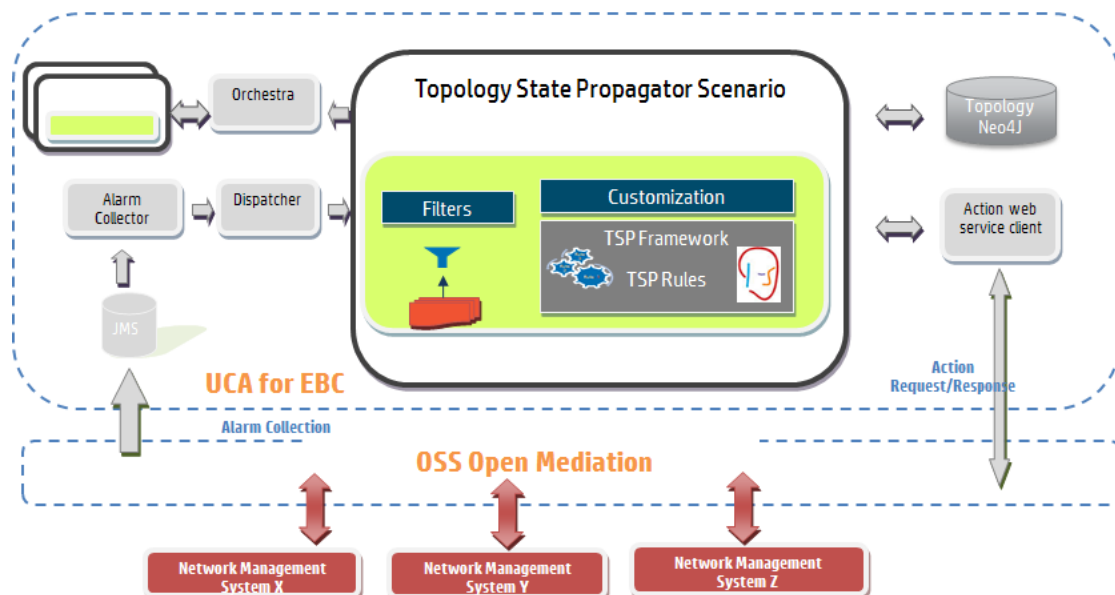 Topology State Propagator Scenario
Orchestra
Topology
Neo4J
Alarm
Collector
Dispatcher
Filters
Customization
TSP Framework
TSP Rules
Action web
service client
JMS
UCA for EBC
Action
Request/Response
Alarm Collection
OSS Open Mediation
Network Management
System X
Network Management
System Y
Network Management
System Z